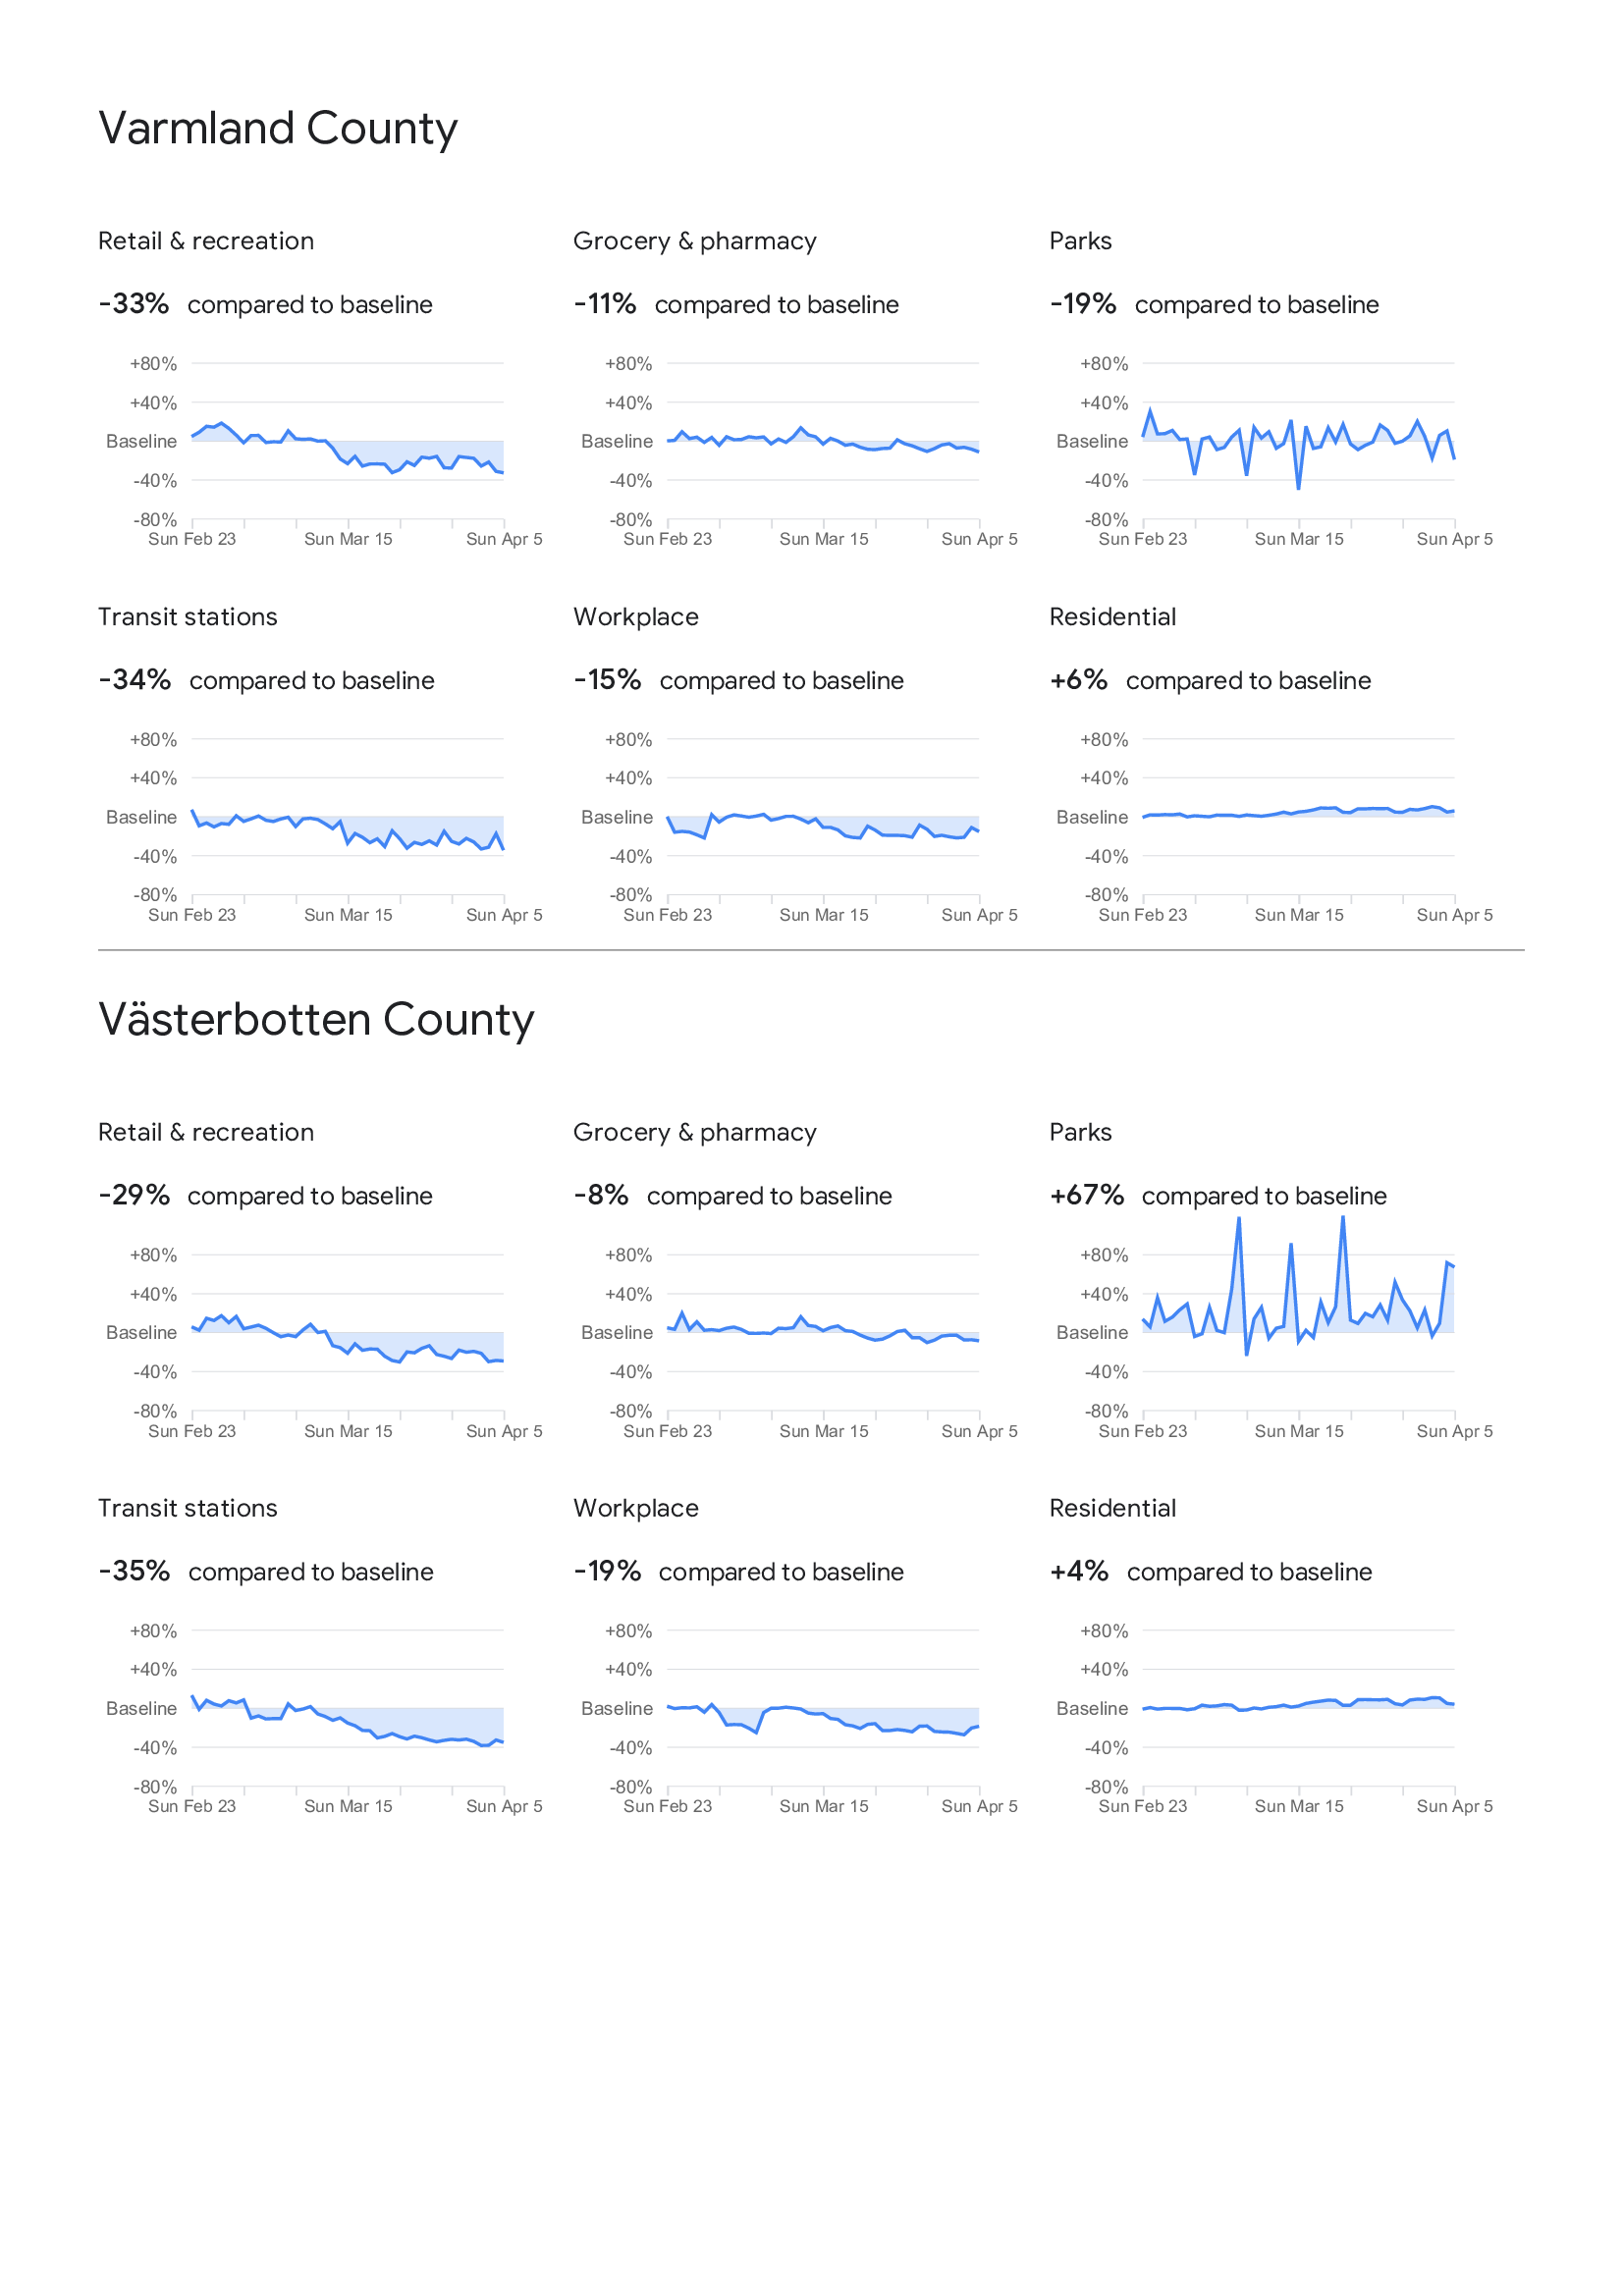 Varmland County
Retail & recreation
-33% compared to baseline
+80%
+40%
Baseline
-40%
-80%
Sun Feb 23 Sun Mar 15 Sun Apr 5
Grocery & pharmacy
-11% compared to baseline
+80%
+40%
Baseline
-40%
-80%
Sun Feb 23 Sun Mar 15 Sun Apr 5
Parks
-19% compared to baseline
+80%
+40%
Baseline
-40%
-80%
Sun Feb 23 Sun Mar 15 Sun Apr 5
Transit stations
-34% compared to baseline
+80%
+40%
Baseline
-40%
-80%
Sun Feb 23 Sun Mar 15 Sun Apr 5
Workplace
-15% compared to baseline
+80%
+40%
Baseline
-40%
-80%
Sun Feb 23 Sun Mar 15 Sun Apr 5
Residential
+6% compared to baseline
+80%
+40%
Baseline
-40%
-80%
Sun Feb 23 Sun Mar 15 Sun Apr 5
Västerbotten County
Retail & recreation
-29% compared to baseline
+80%
+40%
Baseline
-40%
-80%
Sun Feb 23 Sun Mar 15 Sun Apr 5
Grocery & pharmacy
-8% compared to baseline
+80%
+40%
Baseline
-40%
-80%
Sun Feb 23 Sun Mar 15 Sun Apr 5
Parks
+67% compared to baseline
+80%
+40%
Baseline
-40%
-80%
Sun Feb 23 Sun Mar 15 Sun Apr 5
Transit stations
-35% compared to baseline
+80%
+40%
Baseline
-40%
-80%
Sun Feb 23 Sun Mar 15 Sun Apr 5
Workplace
-19% compared to baseline
+80%
+40%
Baseline
-40%
-80%
Sun Feb 23 Sun Mar 15 Sun Apr 5
Residential
+4% compared to baseline
+80%
+40%
Baseline
-40%
-80%
Sun Feb 23 Sun Mar 15 Sun Apr 5